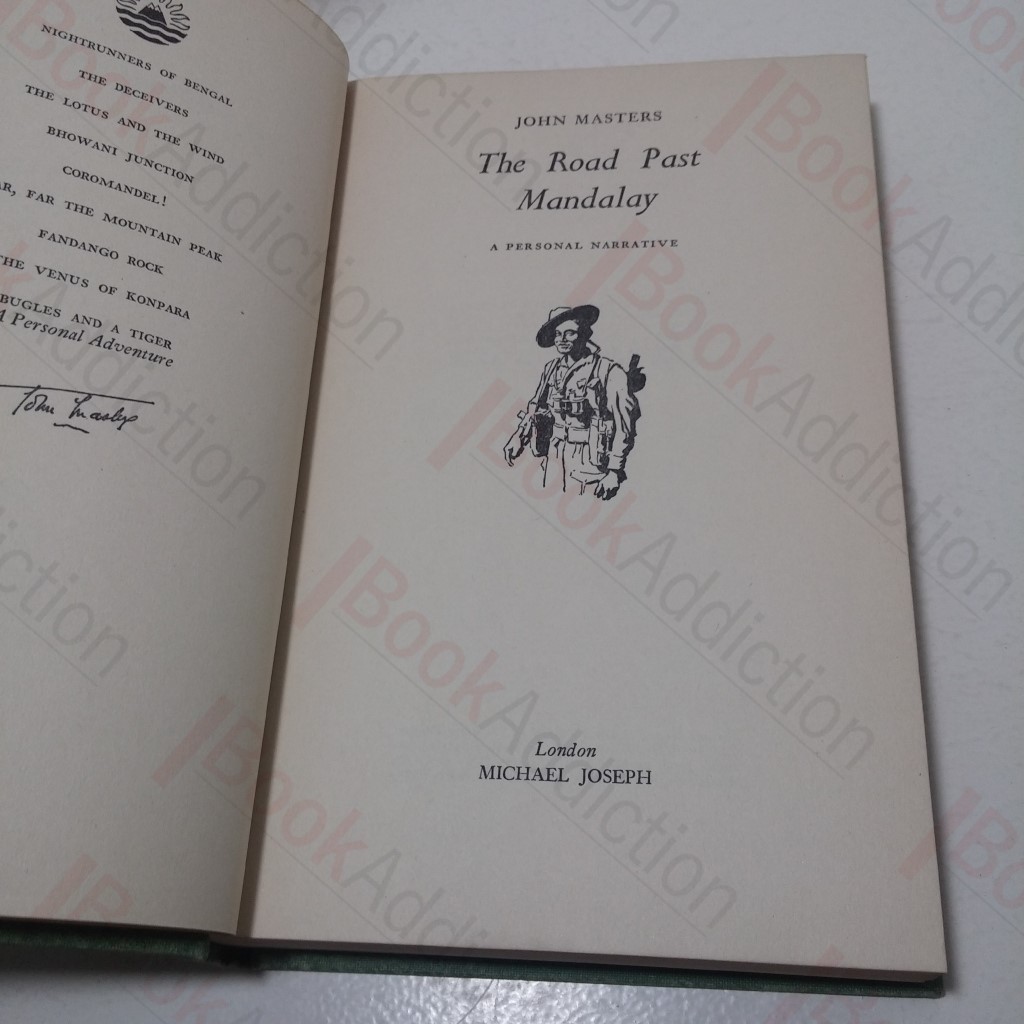 NIGHTRUNNERS OF BENGAL
THE DECEIVERS
THE LOTUS AND THE WIND
BHOWANI JUNCTION
COROMANDEL!
FAR THE MOUNTAIN PEAK
FANDANGO ROCK
THE VENUS OF KONPARA
BUGLES AND A TIGER
A Personal Adventure
John Masters
JOHN MASTERS
The Road Past
Mandalay
A PERSONAL NARRATIVE
London
MICHAEL JOSEPH
BookAddiction